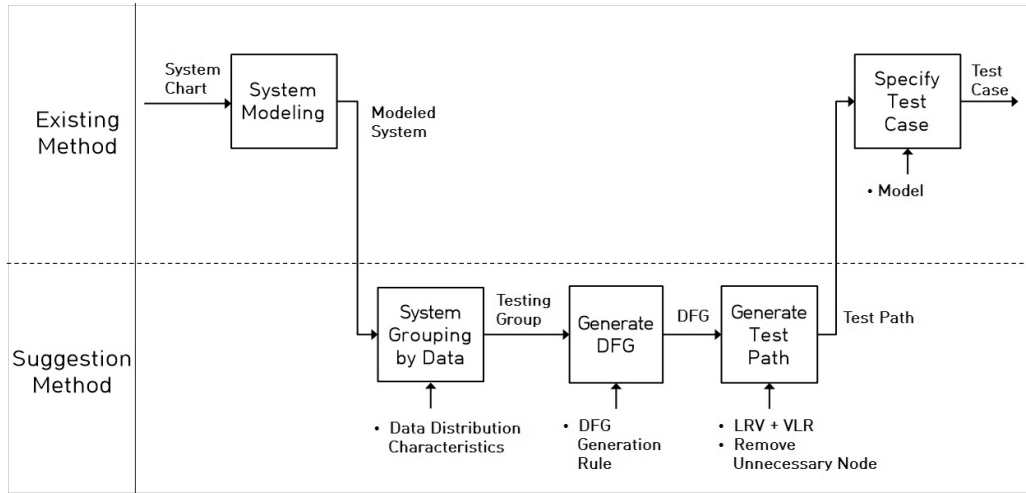 Existing
Method
System
Chart
System
Modeling
Modeled
System
Specify
Test
Case
Test
Case
• Model
Suggestion
Method
System
Grouping
by Data
• Data Distribution
Characteristics
Testing
Group
Generate
DFG
• DFG
Generation
Rule
DFG
Generate
Test
Path
• LRV + VLR
• Remove
Unnecessary Node
Test Path